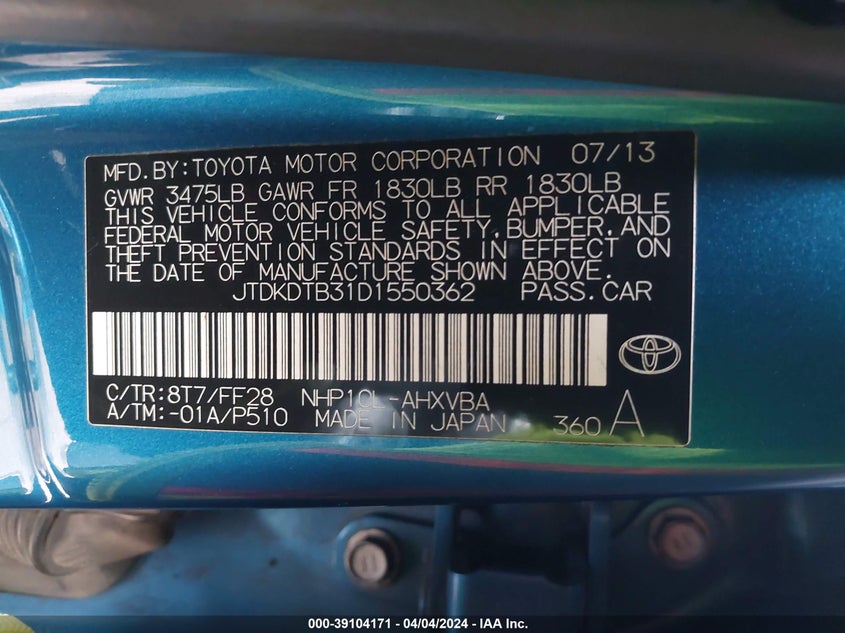 MFD.BY:TOYOTA MOTOR CORPORATION 07/13
GVWR 3475LB GAWR FR 1830LB RR 1830LB
THIS VEHICLE CONFORMS TO ALL APPLICABLE
FEDERAL MOTOR VEHICLE SAFETY,BUMPER,AND
THEFT PREVENTION STANDARDS IN EFFECT ON
THE DATE OF MANUFACTURE SHOWN ABOVE.
JTDKDTB31D1550362 PASS.CAR
C/TR:8T7/FF28 NHP10L-AHXVBA
A/TM:-01A/P510 MADE IN JAPAN 360 A
000-39104171 - 04/04/2024 - IAA Inc.